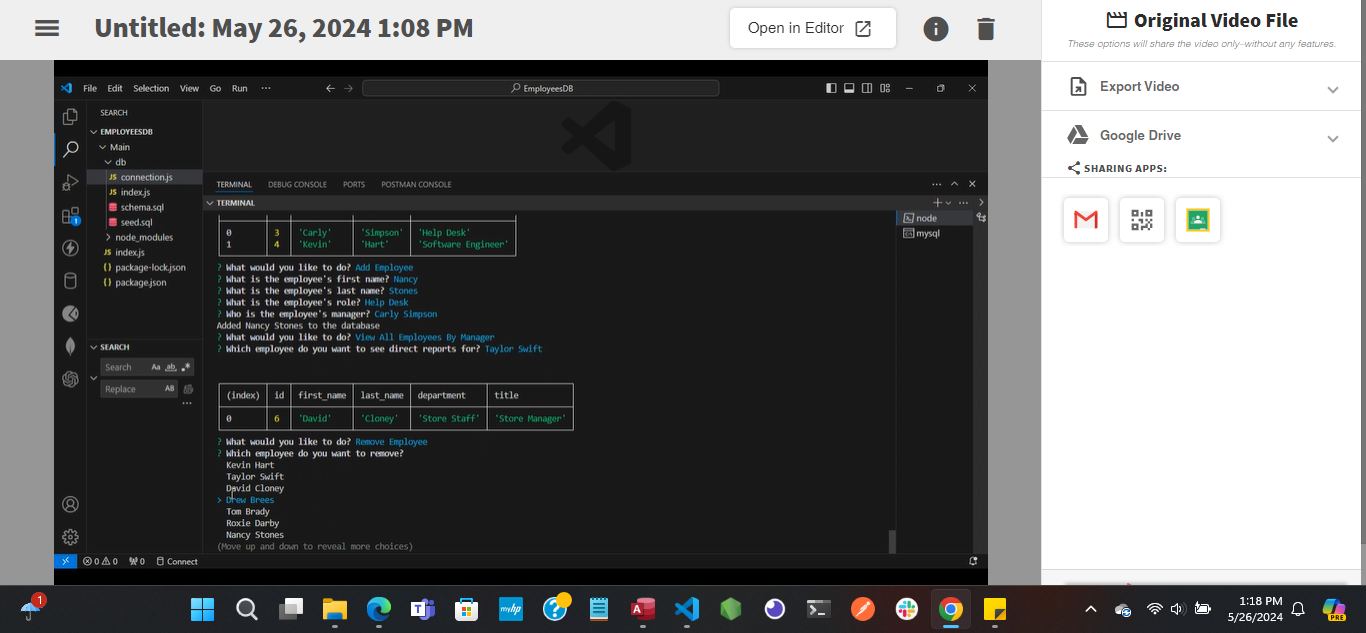 Untitled: May 26, 2024 1:08 PM
Open in Editor
Original Video File
These options will share the video only–without any features.
Export Video
Google Drive
SHARING APPS:
File Edit Selection View Go Run ···
EmployeesDB
SEARCH
EMPLOYEESDB
Main
db
JS connection.js
JS index.js
schema.sql
seed.sql
node_modules
JS index.js
{} package-lock.json
{} package.json
SEARCH
Search Aa ab
Replace AB
1
TERMINAL DEBUG CONSOLE PORTS POSTMAN CONSOLE
TERMINAL
node
mysql
0 3 'Carly' 'Simpson' 'Help Desk'
1 4 'Kevin' 'Hart' 'Software Engineer'
? What would you like to do? Add Employee
? What is the employee's first name? Nancy
? What is the employee's last name? Stones
? What is the employee's role? Help Desk
? Who is the employee's manager? Carly Simpson
Added Nancy Stones to the database
? What would you like to do? View All Employees By Manager
? Which employee do you want to see direct reports for? Taylor Swift
(index) id first_name last_name department title
0 6 'David' 'Cloney' 'Store Staff' 'Store Manager'
? What would you like to do? Remove Employee
? Which employee do you want to remove?
Kevin Hart
Taylor Swift
David Cloney
> Drew Brees
Tom Brady
Roxie Darby
Nancy Stones
(Move up and down to reveal more choices)
0 0 0 Connect
1
myhp
A
PRE
1:18 PM
5/26/2024